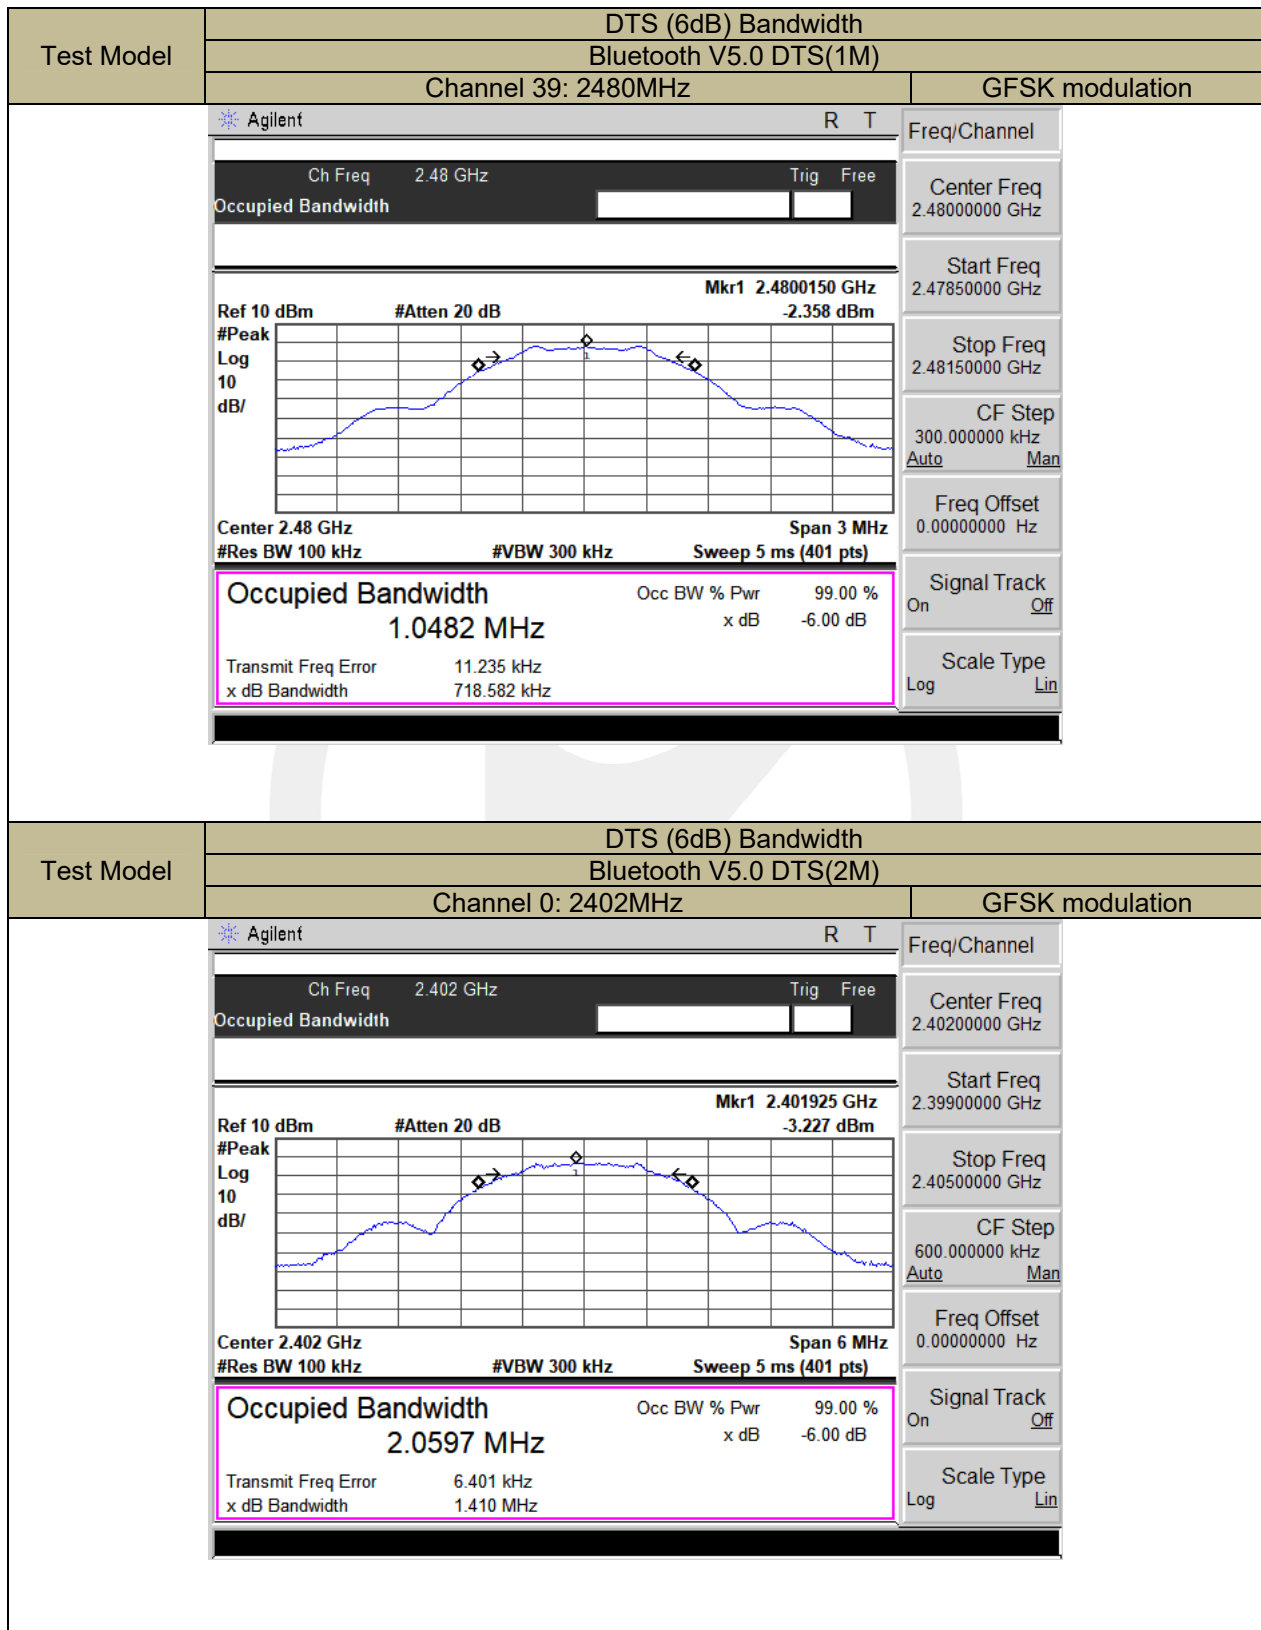 Test Model
DTS (6dB) Bandwidth
Bluetooth V5.0 DTS(1M)
Channel 39: 2480MHz GFSK modulation
Agilent R T
Freq/Channel
Ch Freq 2.48 GHz Trig Free
Occupied Bandwidth
Center Freq
2.48000000 GHz
Start Freq
2.47850000 GHz
Stop Freq
2.48150000 GHz
CF Step
300.000000 kHz
Auto Man
Freq Offset
0.00000000 Hz
Signal Track
On Off
Scale Type
Log Lin
Mkr1 2.4800150 GHz
Ref 10 dBm #Atten 20 dB -2.358 dBm
#Peak
Log
10
dB/
1
Center 2.48 GHz Span 3 MHz
#Res BW 100 kHz #VBW 300 kHz Sweep 5 ms (401 pts)
Occupied Bandwidth Occ BW % Pwr 99.00 %
1.0482 MHz x dB -6.00 dB
Transmit Freq Error 11.235 kHz
x dB Bandwidth 718.582 kHz
Test Model
DTS (6dB) Bandwidth
Bluetooth V5.0 DTS(2M)
Channel 0: 2402MHz GFSK modulation
Agilent R T
Freq/Channel
Ch Freq 2.402 GHz Trig Free
Occupied Bandwidth
Center Freq
2.40200000 GHz
Start Freq
2.39900000 GHz
Stop Freq
2.40500000 GHz
CF Step
600.000000 kHz
Auto Man
Freq Offset
0.00000000 Hz
Signal Track
On Off
Scale Type
Log Lin
Mkr1 2.401925 GHz
Ref 10 dBm #Atten 20 dB -3.227 dBm
#Peak
Log
10
dB/
1
Center 2.402 GHz Span 6 MHz
#Res BW 100 kHz #VBW 300 kHz Sweep 5 ms (401 pts)
Occupied Bandwidth Occ BW % Pwr 99.00 %
2.0597 MHz x dB -6.00 dB
Transmit Freq Error 6.401 kHz
x dB Bandwidth 1.410 MHz